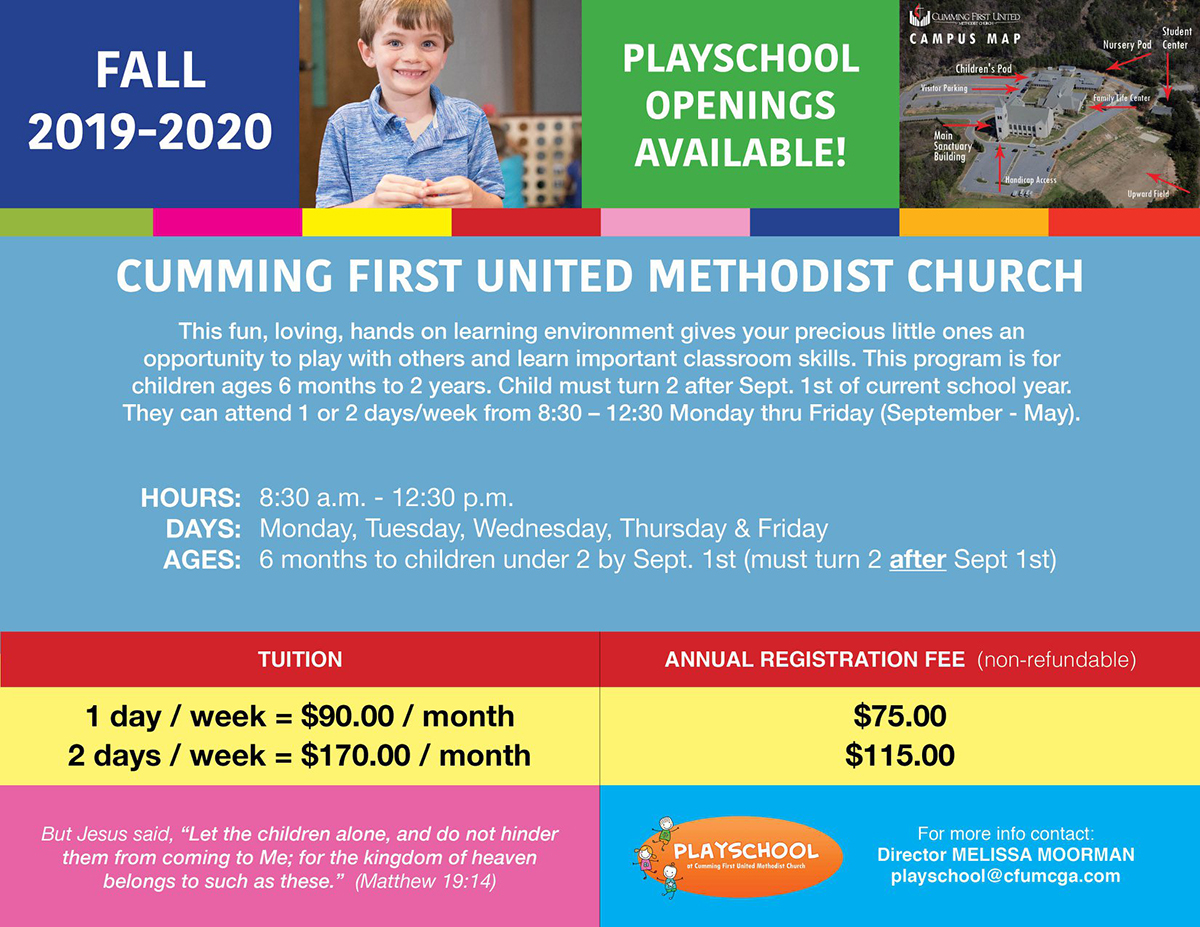 FALL
2019-2020
PLAYSCHOOL
OPENINGS
AVAILABLE!
CUMMING FIRST UNITED
METHODIST CHURCH
CAMPUS MAP
Student
Center
Nursery Pod
Children's Pod
Visitor Parking
Family Life Center
Main
Sanctuary
Building
Handicap Access
Upward Field
CUMMING FIRST UNITED METHODIST CHURCH
This fun, loving, hands on learning environment gives your precious little ones an
opportunity to play with others and learn important classroom skills. This program is for
children ages 6 months to 2 years. Child must turn 2 after Sept. 1st of current school year.
They can attend 1 or 2 days/week from 8:30 – 12:30 Monday thru Friday (September - May).
HOURS: 8:30 a.m. - 12:30 p.m.
DAYS: Monday, Tuesday, Wednesday, Thursday & Friday
AGES: 6 months to children under 2 by Sept. 1st (must turn 2 after Sept 1st)
TUITION
ANNUAL REGISTRATION FEE (non-refundable)
1 day / week = $90.00 / month
$75.00
2 days / week = $170.00 / month
$115.00
But Jesus said, “Let the children alone, and do not hinder
them from coming to Me; for the kingdom of heaven
belongs to such as these.” (Matthew 19:14)
PLAYSCHOOL
at Cumming First United Methodist Church
For more info contact:
Director MELISSA MOORMAN
playschool@cfumcga.com